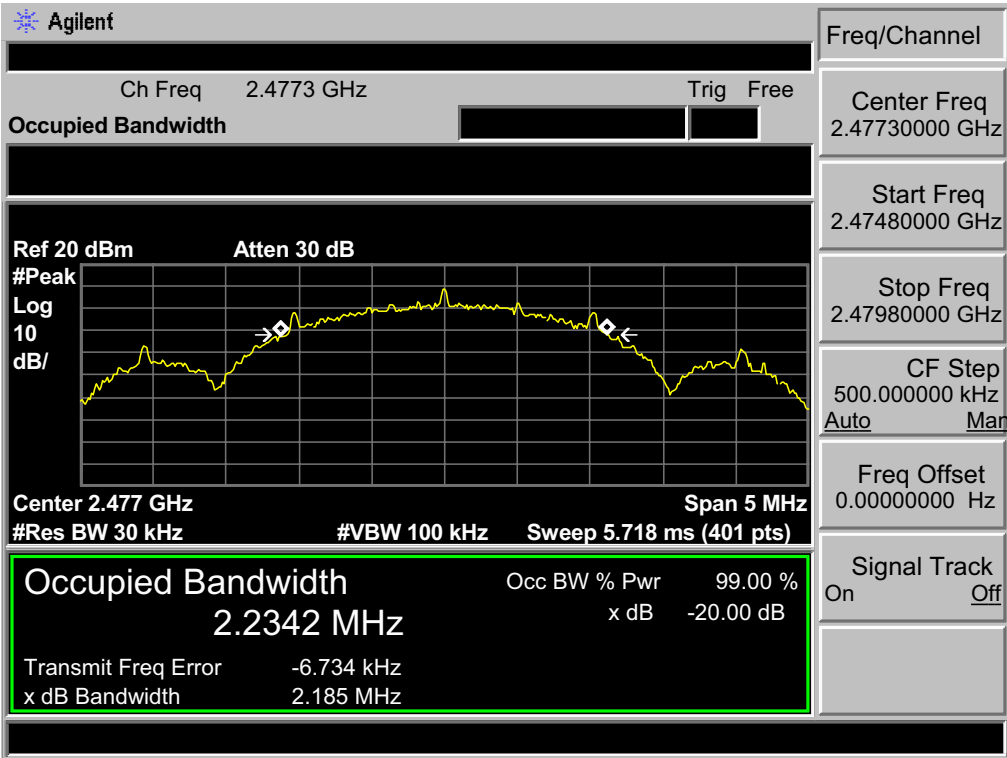 Agilent
Ch Freq 2.4773 GHz Trig Free
Occupied Bandwidth
Ref 20 dBm Atten 30 dB
#Peak
Log
10
dB/
Center 2.477 GHz Span 5 MHz
#Res BW 30 kHz #VBW 100 kHz Sweep 5.718 ms (401 pts)
Occupied Bandwidth
2.2342 MHz
Occ BW % Pwr 99.00 %
x dB -20.00 dB
Transmit Freq Error -6.734 kHz
x dB Bandwidth 2.185 MHz
Freq/Channel
Center Freq
2.47730000 GHz
Start Freq
2.47480000 GHz
Stop Freq
2.47980000 GHz
CF Step
500.000000 kHz
Auto Man
Freq Offset
0.00000000 Hz
Signal Track
On Off